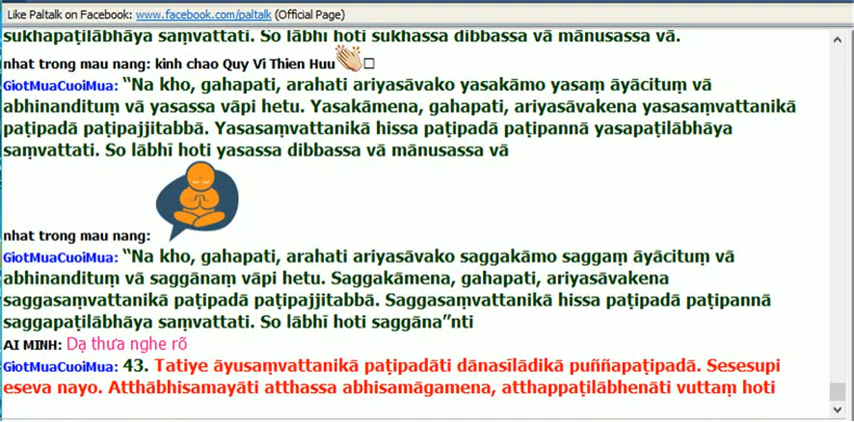 Like Paltalk on Facebook: www.facebook.com/paltalk (Official Page)
sukhapaṭilābhāya saṃvattati. So lābhī hoti sukhassa dibbassa vā mānusassa vā.
nhat trong mau nang: kinh chao Quy Vi Thien Huu
GiotMuaCuoiMua: “Na kho, gahapati, arahati ariyasāvako yasakāmo yasaṃ āyācituṃ vā
abhinandituṃ vā yasassa vāpi hetu. Yasakāmena, gahapati, ariyasāvakena yasasaṃvattanikā
paṭipadā paṭipajjitabbā. Yasasaṃvattanikā hissa paṭipadā paṭipannā yasapaṭilābhāya
saṃvattati. So lābhī hoti yasassa dibbassa vā mānusassa vā
nhat trong mau nang:
GiotMuaCuoiMua: “Na kho, gahapati, arahati ariyasāvako saggakāmo saggaṃ āyācituṃ vā
abhinandituṃ vā saggānaṃ vāpi hetu. Saggakāmena, gahapati, ariyasāvakena
saggasaṃvattanikā paṭipadā paṭipajjitabbā. Saggasaṃvattanikā hissa paṭipadā paṭipannā
saggapaṭilābhāya saṃvattati. So lābhī hoti saggāna”nti
AI MINH: Dạ thưa nghe rõ
GiotMuaCuoiMua: 43. Tatiye āyusaṃvattanikā paṭipadāti dānasīlādikā puññapaṭipadā. Sesesupi
eseva nayo. Atthābhisamayāti atthassa abhisamāgamena, atthappaṭilābhenāti vuttaṃ hoti